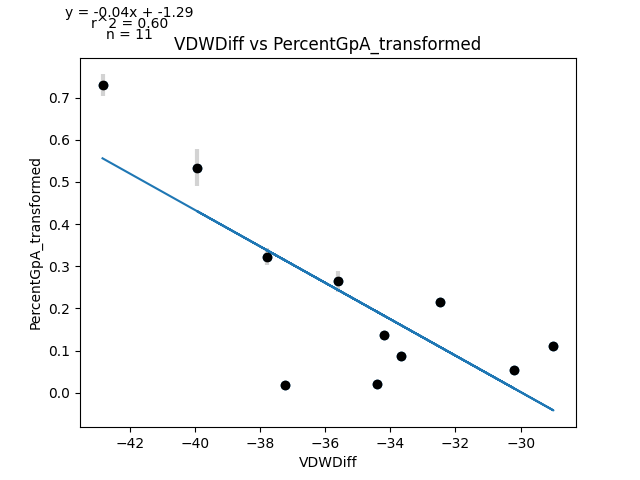 y = -0.04x + -1.29
r^2 = 0.60
n = 11
VDWDiff vs PercentGpA_transformed
PercentGpA_transformed
0.7
0.6
0.5
0.4
0.3
0.2
0.1
0.0
−42
−40
−38
−36
−34
−32
−30
VDWDiff